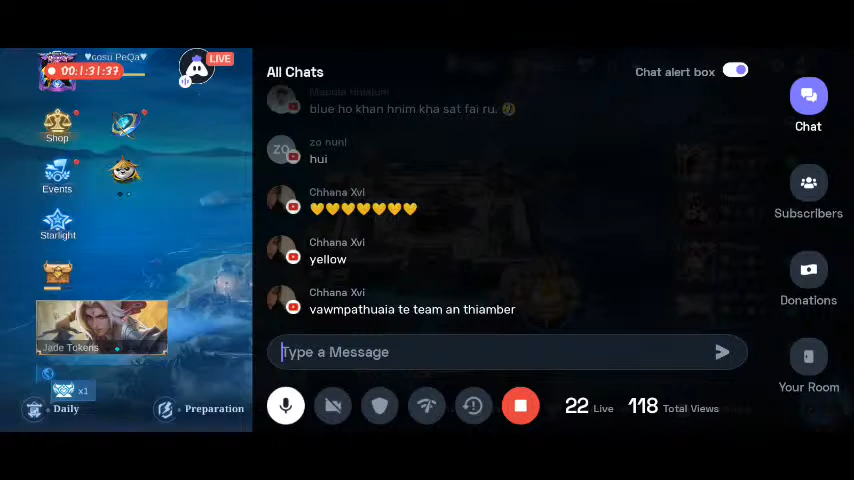 ♥Gosu PeQa♥
LIVE
00:1:31:37
Shop
Events
Starlight
Jade Tokens
x1
Daily
Preparation
All Chats
Chat alert box
blue ho khan hnim kha sat fai ru.
ZO
zo nunl
hui
Chhana Xvi
💛💛💛💛💛💛💛
Chhana Xvi
yellow
Chhana Xvi
vawmpathuaia te team an thiamber
Type a Message
22 Live
118 Total Views
Chat
Subscribers
Donations
Your Room